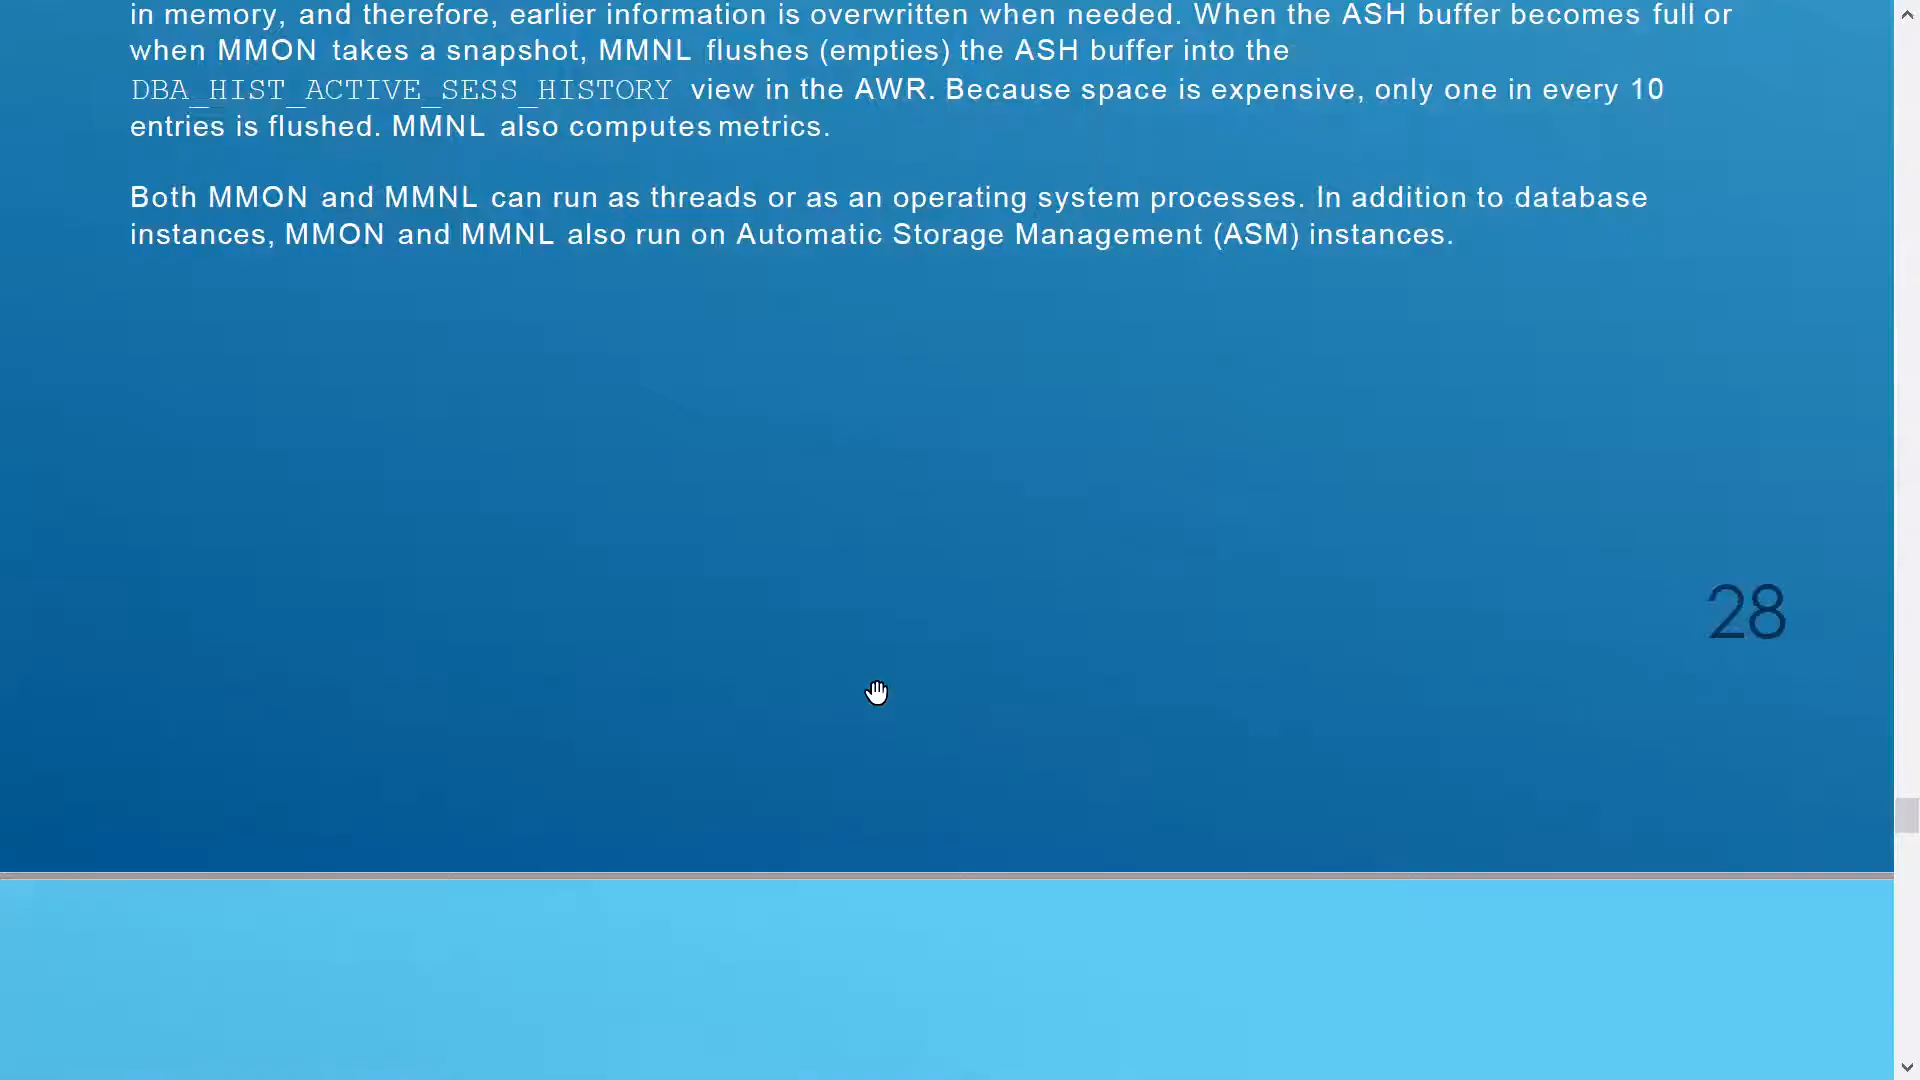 in memory, and therefore, earlier information is overwritten when needed. When the ASH buffer becomes full or
when MMON takes a snapshot, MMNL flushes (empties) the ASH buffer into the
DBA_HIST_ACTIVE_SESS_HISTORY view in the AWR. Because space is expensive, only one in every 10
entries is flushed. MMNL also computes metrics.
Both MMON and MMNL can run as threads or as an operating system processes. In addition to database
instances, MMON and MMNL also run on Automatic Storage Management (ASM) instances.
28